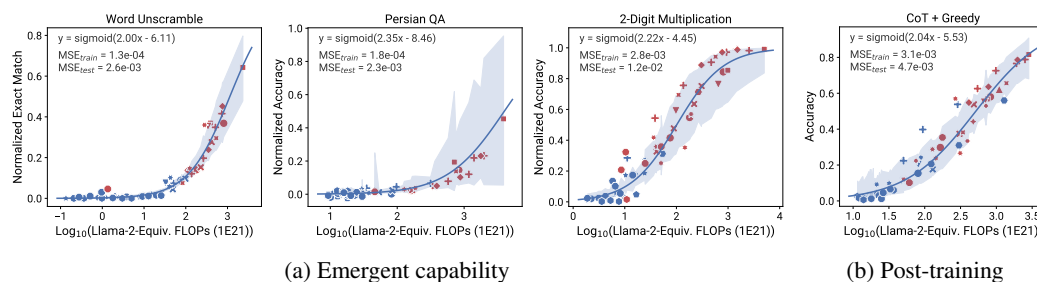 Word Unscramble
y = sigmoid(2.00x - 6.11)
MSE_train = 1.3e-04
MSE_test = 2.6e-03
Normalized Exact Match
0.8
0.6
0.4
0.2
0.0
-1 0 1 2 3
Log10(Llama-2-Equiv. FLOPs (1E21))
Persian QA
y = sigmoid(2.35x - 8.46)
MSE_train = 1.8e-04
MSE_test = 2.3e-03
Normalized Accuracy
1.0
0.8
0.6
0.4
0.2
0.0
1 2 3
Log10(Llama-2-Equiv. FLOPs (1E21))
2-Digit Multiplication
y = sigmoid(2.22x - 4.45)
MSE_train = 2.8e-03
MSE_test = 1.2e-02
Normalized Accuracy
1.0
0.8
0.6
0.4
0.2
0.0
0 1 2 3 4
Log10(Llama-2-Equiv. FLOPs (1E21))
CoT + Greedy
y = sigmoid(2.04x - 5.53)
MSE_train = 3.1e-03
MSE_test = 4.7e-03
Accuracy
0.8
0.6
0.4
0.2
0.0
1.0 1.5 2.0 2.5 3.0 3.5
Log10(Llama-2-Equiv. FLOPs (1E21))
(a) Emergent capability
(b) Post-training